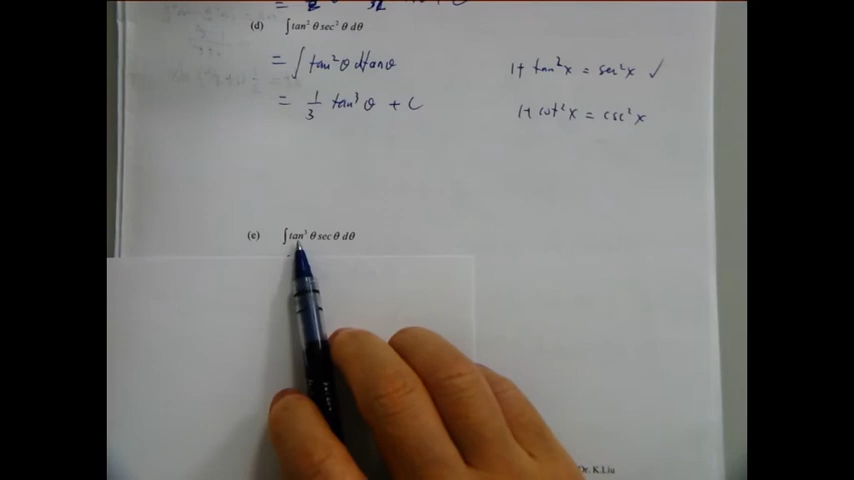 (d) ∫tan² θ sec² θ dθ
= ∫ tan²θ dtanθ
= 1/3 tan³ θ + C
1+ tan²x = sec²x ✓
1+ cot²x = csc²x
(e) ∫tan³ θ sec θ dθ
Dr. K.Liu